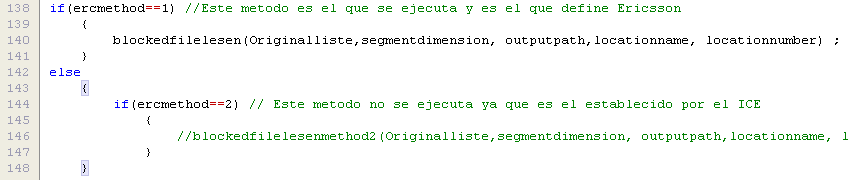 138 if(ercmethod==1) //Este metodo es el que se ejecuta y es el que define Ericsson
139 {
140 blockedfilelesen(Originalliste,segmentdimension, outputpath,locationname, locationnumber) ;
141 }
142 else
143 {
144 if(ercmethod==2) // Este metodo no se ejecuta ya que es el establecido por el ICE
145 {
146 //blockedfilelesenmethod2(Originalliste,segmentdimension, outputpath,locationname, l
147 }
148 }